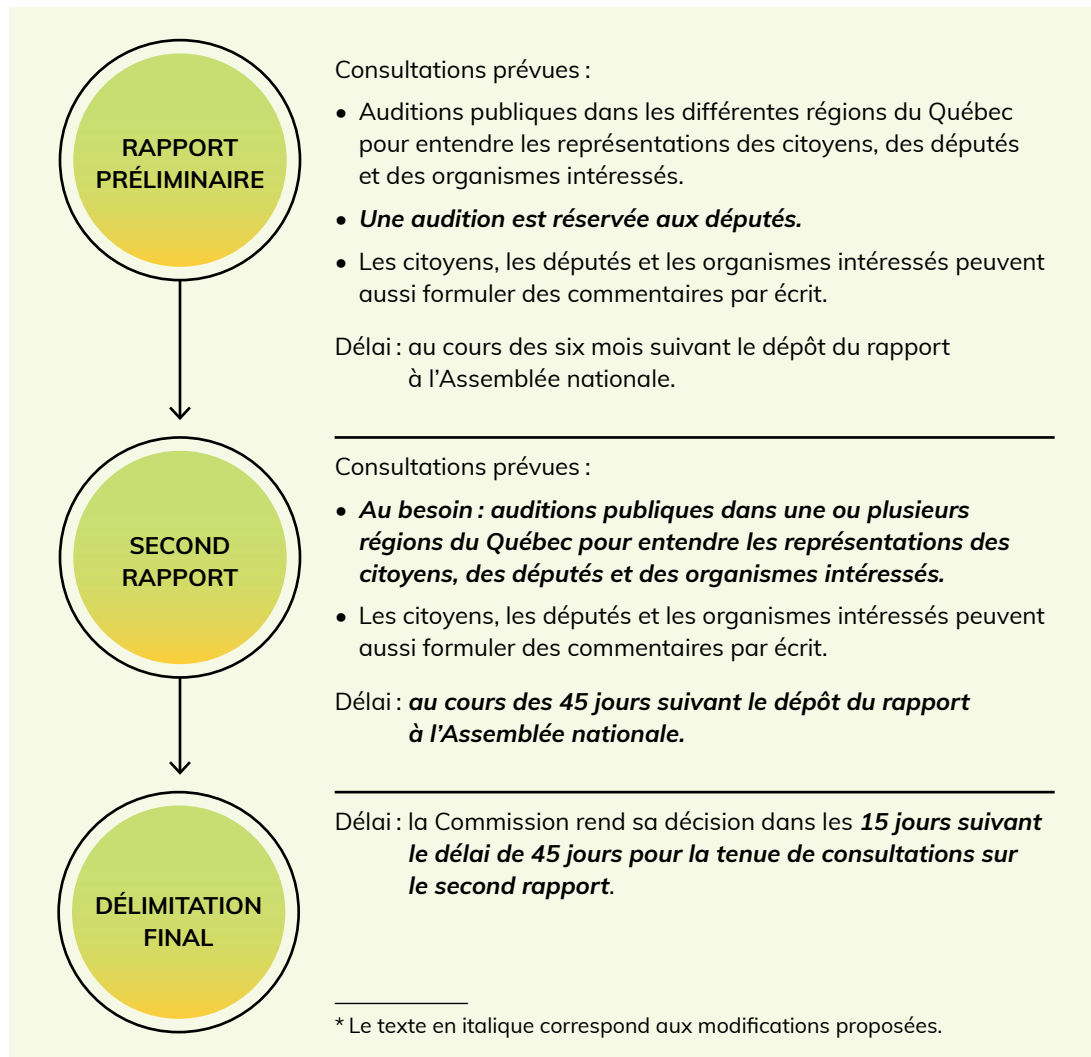 RAPPORT
PRÉLIMINAIRE
Consultations prévues :
• Auditions publiques dans les différentes régions du Québec
pour entendre les représentations des citoyens, des députés
et des organismes intéressés.
• Une audition est réservée aux députés.
• Les citoyens, les députés et les organismes intéressés peuvent
aussi formuler des commentaires par écrit.
Délai : au cours des six mois suivant le dépôt du rapport
à l’Assemblée nationale.
SECOND
RAPPORT
Consultations prévues :
• Au besoin : auditions publiques dans une ou plusieurs
régions du Québec pour entendre les représentations des
citoyens, des députés et des organismes intéressés.
• Les citoyens, les députés et les organismes intéressés peuvent
aussi formuler des commentaires par écrit.
Délai : au cours des 45 jours suivant le dépôt du rapport
à l’Assemblée nationale.
DÉLIMITATION
FINAL
Délai : la Commission rend sa décision dans les 15 jours suivant
le délai de 45 jours pour la tenue de consultations sur
le second rapport.
* Le texte en italique correspond aux modifications proposées.